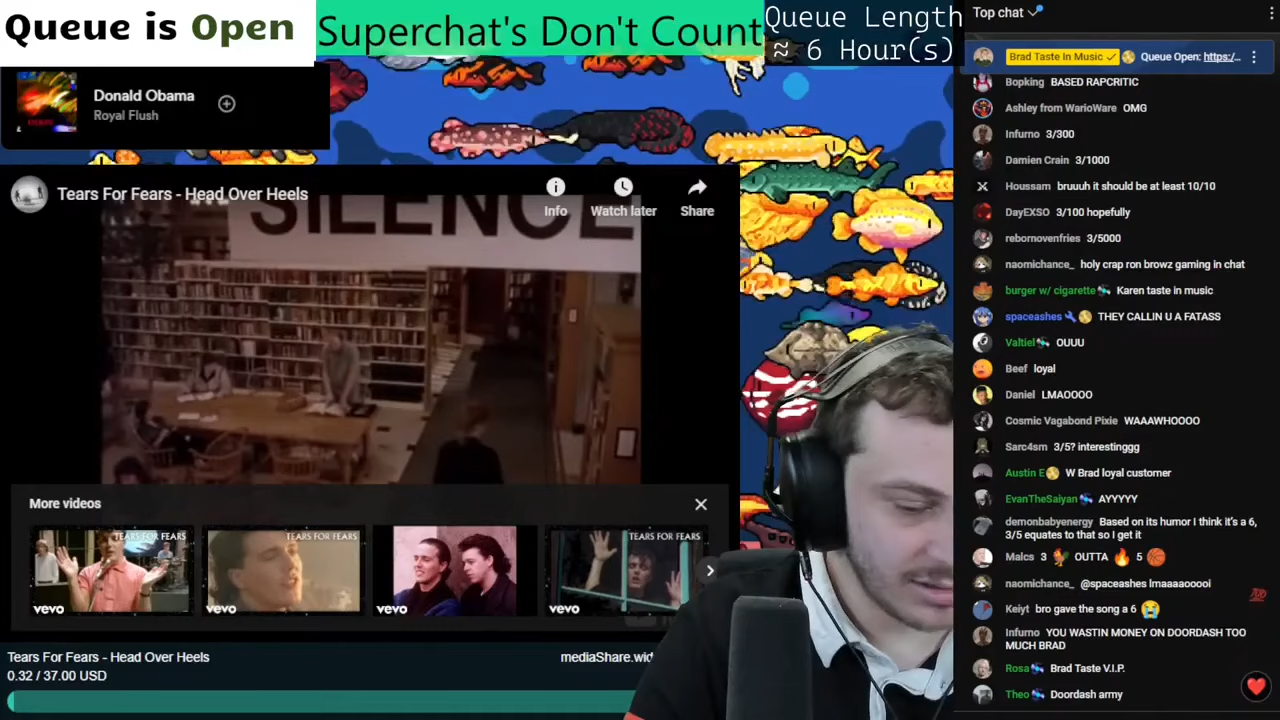 Queue is Open
Superchat's Don't Count
Queue Length
≈ 6 Hour(s)
Donald Obama
Royal Flush
Tears For Fears - Head Over Heels
Info
Watch later
Share
SILENCE
More videos
TEARS FOR FEARS
TEARS FOR FEARS
TEARS FOR FEARS
vevo
vevo
vevo
vevo
Tears For Fears - Head Over Heels
mediaShare.wid
0.32 / 37.00 USD
Top chat
Brad Taste In Music Queue Open: https:/...
Bopking BASED RAPCRITIC
Ashley from WarioWare OMG
Infurno 3/300
Damien Crain 3/1000
Houssam bruuuh it should be at least 10/10
DayEXSO 3/100 hopefully
rebornovenfries 3/5000
naomichance_ holy crap ron browz gaming in chat
burger w/ cigarette Karen taste in music
spaceashes THEY CALLIN U A FATASS
Valtiel OUUU
Beef loyal
Daniel LMAOOOO
Cosmic Vagabond Pixie WAAAWHOOOO
Sarc4sm 3/5? interestinggg
Austin E W Brad loyal customer
EvanTheSaiyan AYYYYY
demonbabyenergy Based on its humor I think it's a 6,
3/5 equates to that so I get it
Malcs 3 🐓 OUTTA 🔥 5 🏀
naomichance_ @spaceashes lmaaaaooooi
Keiyt bro gave the song a 6 😭
Infurno YOU WASTIN MONEY ON DOORDASH TOO
MUCH BRAD
Rosa Brad Taste V.I.P.
Theo Doordash army